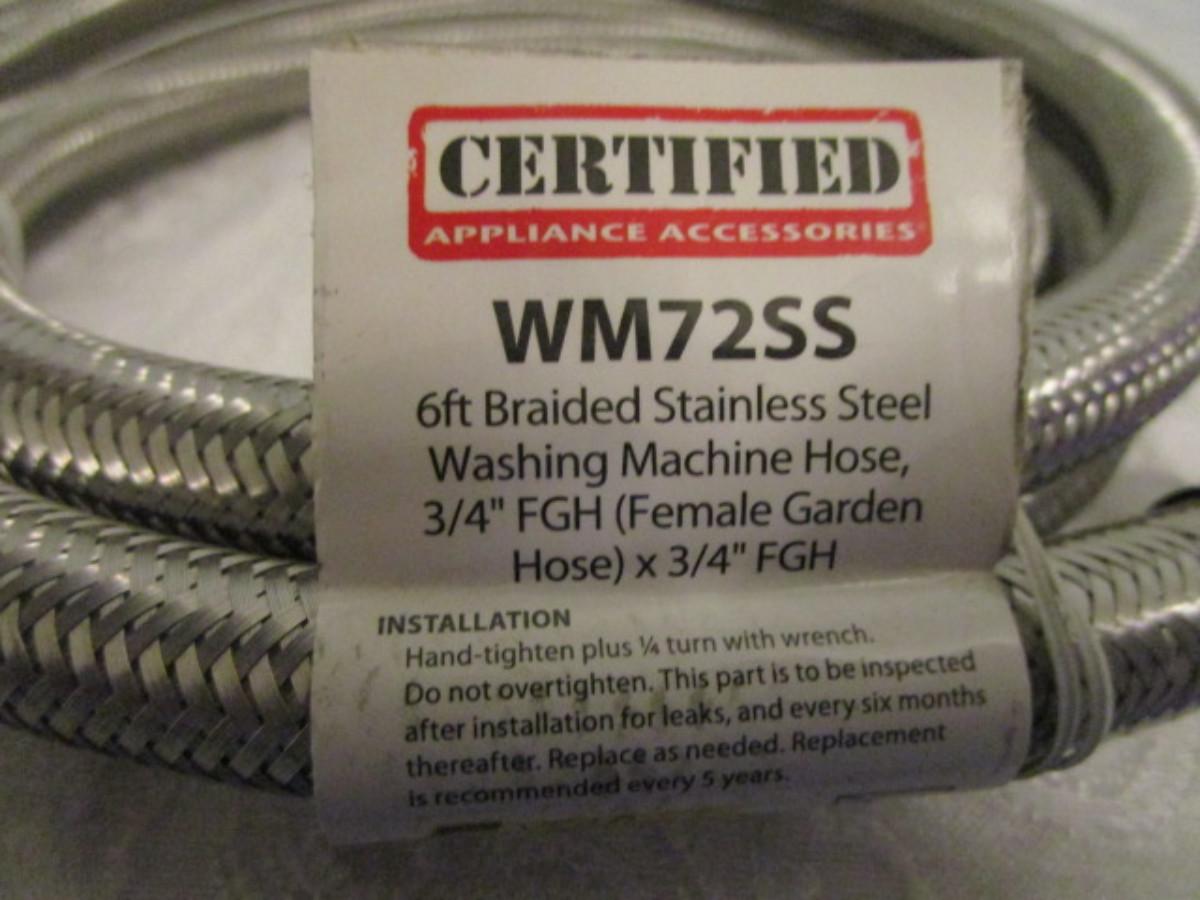 CERTIFIED
APPLIANCE ACCESSORIES
WM72SS
6ft Braided Stainless Steel
Washing Machine Hose,
3/4" FGH (Female Garden
Hose) x 3/4" FGH
INSTALLATION
Hand-tighten plus ¼ turn with wrench.
Do not overtighten. This part is to be inspected
after installation for leaks, and every six months
thereafter. Replace as needed. Replacement
is recommended every 5 years.